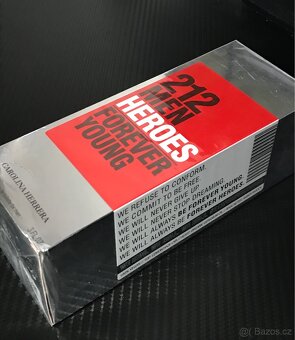 212
MEN
HEROES
FOREVER
YOUNG
CAROLINA HERRERA
WE REFUSE TO CONFORM.
WE COMMIT TO BE FREE.
WE WILL NEVER GIVE UP.
WE WILL NEVER STOP DREAMING.
WE WILL ALWAYS BE FOREVER YOUNG.
WE WILL ALWAYS BE FOREVER HEROES.
@( Bazoš.cz